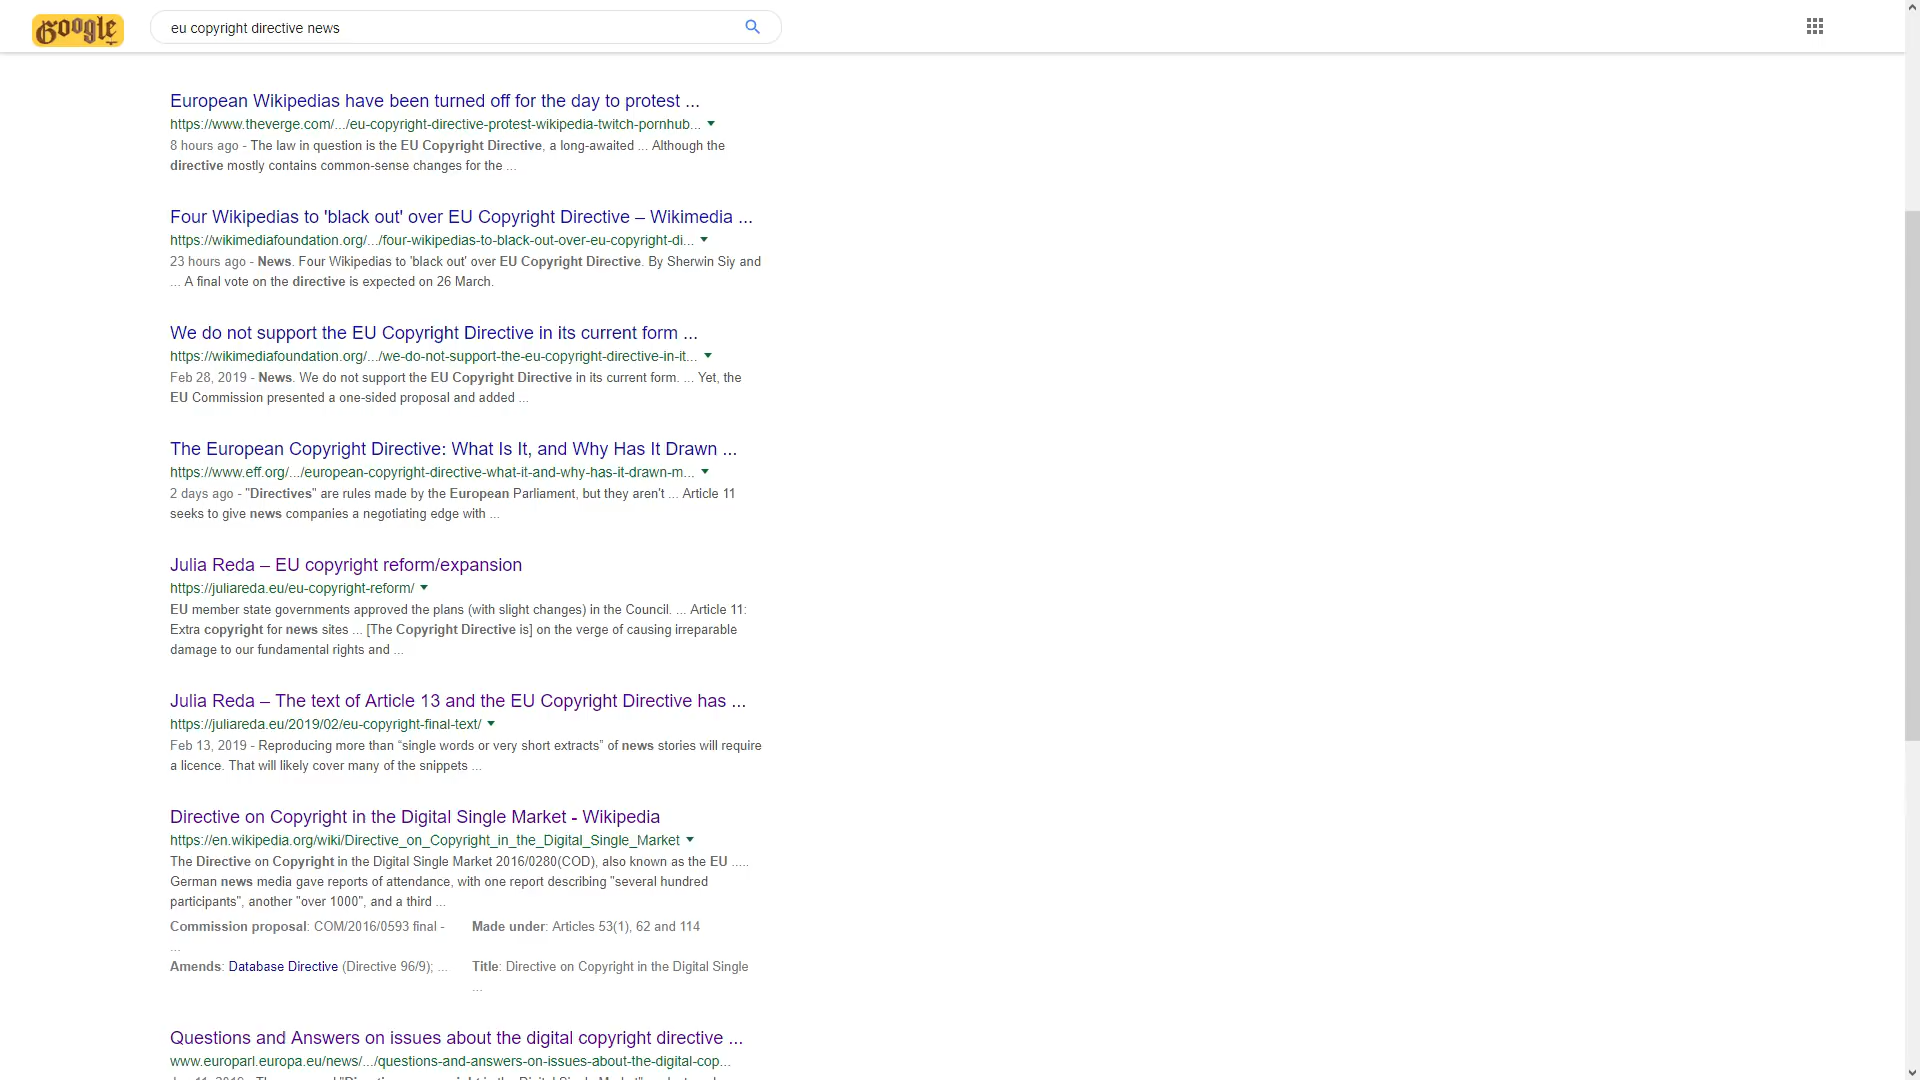 Google
eu copyright directive news
European Wikipedias have been turned off for the day to protest ...
https://www.theverge.com/.../eu-copyright-directive-protest-wikipedia-twitch-pornhub...
8 hours ago - The law in question is the EU Copyright Directive, a long-awaited ... Although the
directive mostly contains common-sense changes for the ...
Four Wikipedias to 'black out' over EU Copyright Directive – Wikimedia ...
https://wikimediafoundation.org/.../four-wikipedias-to-black-out-over-eu-copyright-di...
23 hours ago - News. Four Wikipedias to 'black out' over EU Copyright Directive. By Sherwin Siy and
... A final vote on the directive is expected on 26 March.
We do not support the EU Copyright Directive in its current form ...
https://wikimediafoundation.org/.../we-do-not-support-the-eu-copyright-directive-in-it...
Feb 28, 2019 - News. We do not support the EU Copyright Directive in its current form. ... Yet, the
EU Commission presented a one-sided proposal and added ...
The European Copyright Directive: What Is It, and Why Has It Drawn ...
https://www.eff.org/.../european-copyright-directive-what-it-and-why-has-it-drawn-m...
2 days ago - "Directives" are rules made by the European Parliament, but they aren't ... Article 11
seeks to give news companies a negotiating edge with ...
Julia Reda – EU copyright reform/expansion
https://juliareda.eu/eu-copyright-reform/
EU member state governments approved the plans (with slight changes) in the Council. ... Article 11:
Extra copyright for news sites ... [The Copyright Directive is] on the verge of causing irreparable
damage to our fundamental rights and ...
Julia Reda – The text of Article 13 and the EU Copyright Directive has ...
https://juliareda.eu/2019/02/eu-copyright-final-text/
Feb 13, 2019 - Reproducing more than “single words or very short extracts” of news stories will require
a licence. That will likely cover many of the snippets ...
Directive on Copyright in the Digital Single Market - Wikipedia
https://en.wikipedia.org/wiki/Directive_on_Copyright_in_the_Digital_Single_Market
The Directive on Copyright in the Digital Single Market 2016/0280(COD), also known as the EU .....
German news media gave reports of attendance, with one report describing "several hundred
participants", another "over 1000", and a third ...
Commission proposal: COM/2016/0593 final - ...
Made under: Articles 53(1), 62 and 114
Amends: Database Directive (Directive 96/9); ...
Title: Directive on Copyright in the Digital Single ...
Questions and Answers on issues about the digital copyright directive ...
www.europarl.europa.eu/news/.../questions-and-answers-on-issues-about-the-digital-cop...